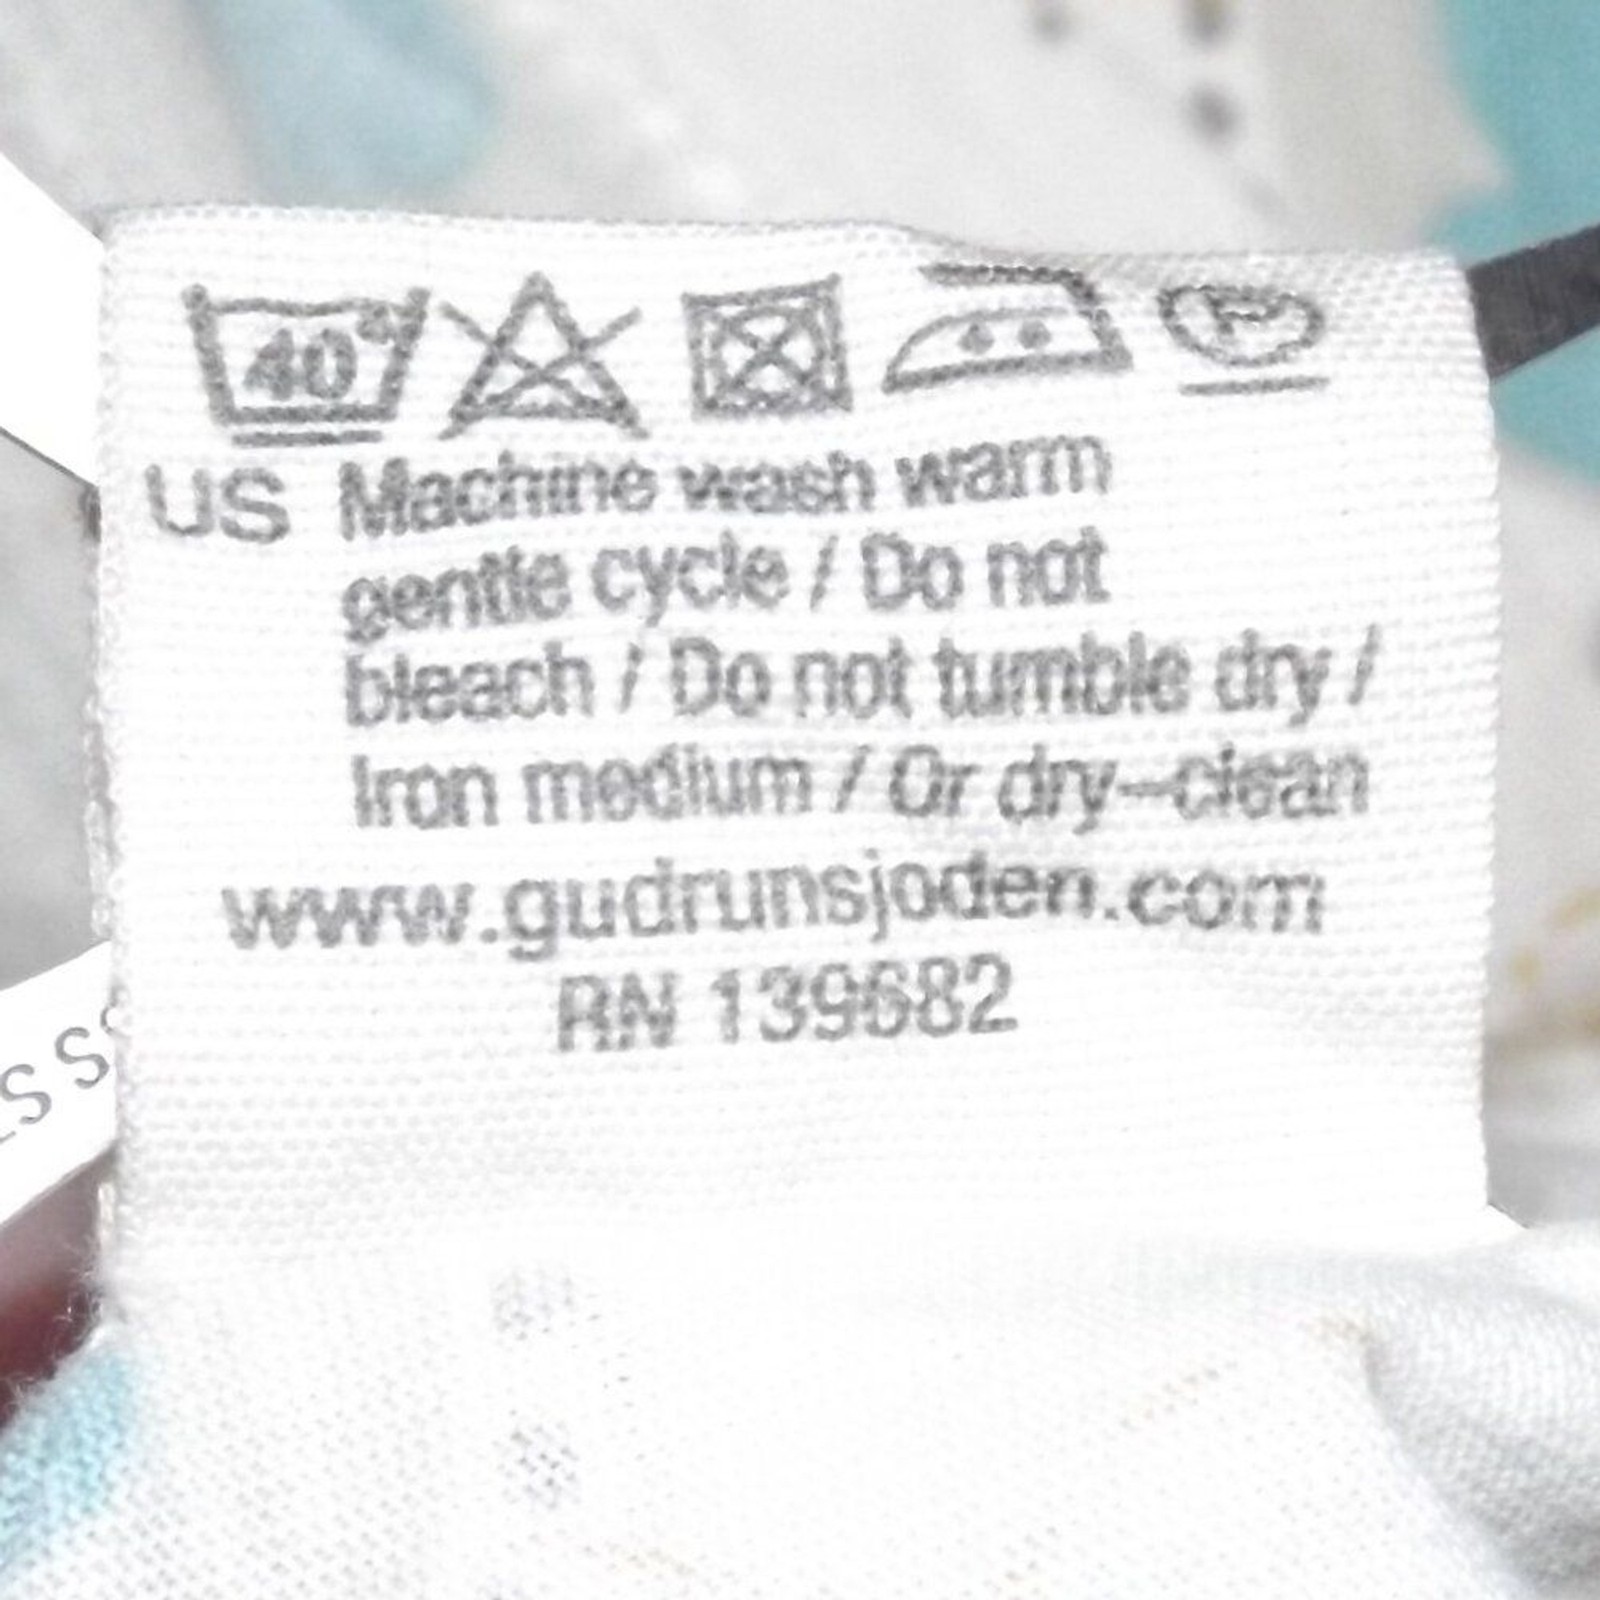 40°
P
US Machine wash warm
gentle cycle / Do not
bleach / Do not tumble dry /
Iron medium / Or dry-clean
www.gudrunsjoden.com
RN 139682